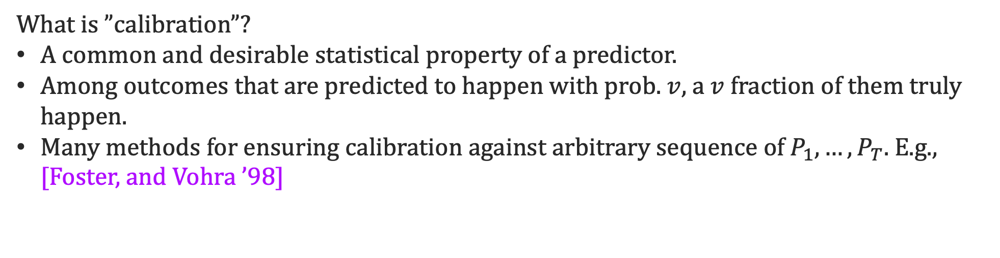 What is ”calibration”?
• A common and desirable statistical property of a predictor.
• Among outcomes that are predicted to happen with prob. 𝑣, a 𝑣 fraction of them truly
happen.
• Many methods for ensuring calibration against arbitrary sequence of 𝑃₁, … , 𝑃_T. E.g.,
[Foster, and Vohra ’98]